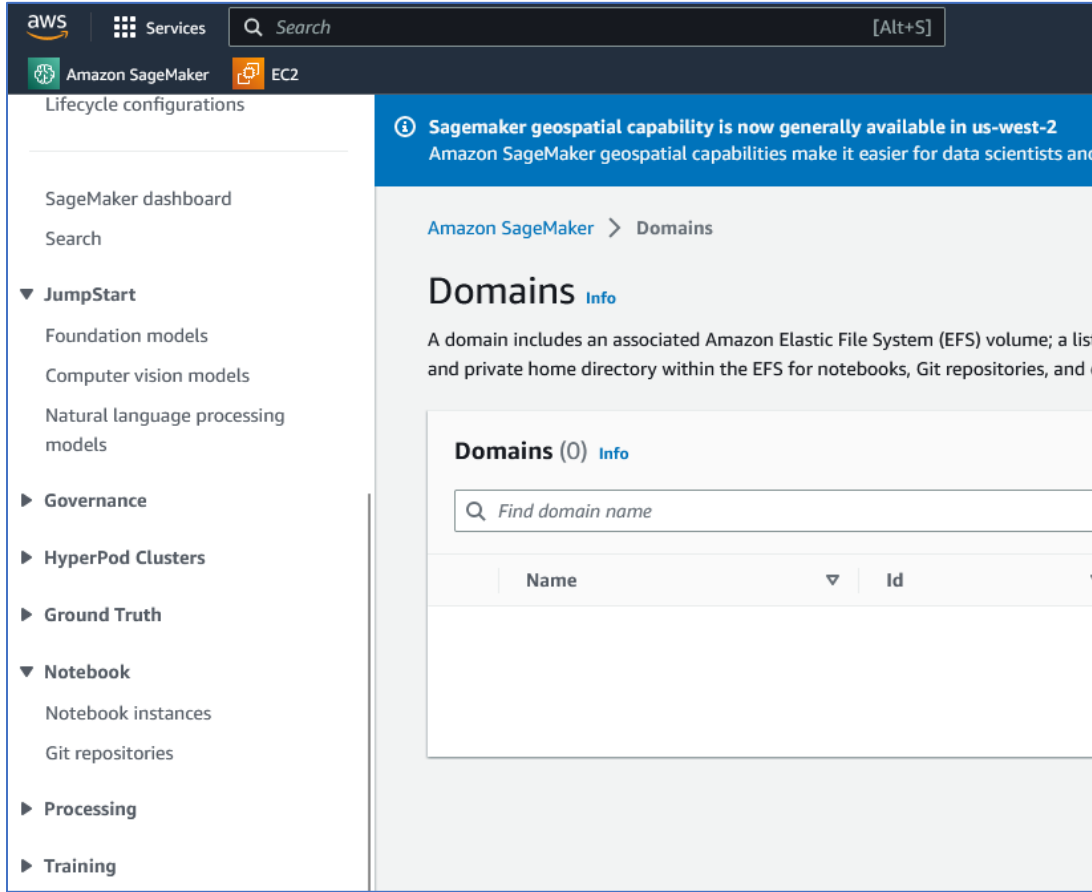 aws
Services
Search
[Alt+S]
Amazon SageMaker
EC2
Lifecycle configurations
SageMaker dashboard
Search
JumpStart
Foundation models
Computer vision models
Natural language processing
models
Governance
HyperPod Clusters
Ground Truth
Notebook
Notebook instances
Git repositories
Processing
Training
Sagemaker geospatial capability is now generally available in us-west-2
Amazon SageMaker geospatial capabilities make it easier for data scientists and
Amazon SageMaker > Domains
Domains Info
A domain includes an associated Amazon Elastic File System (EFS) volume; a list
and private home directory within the EFS for notebooks, Git repositories, and
Domains (0) Info
Find domain name
Name
Id